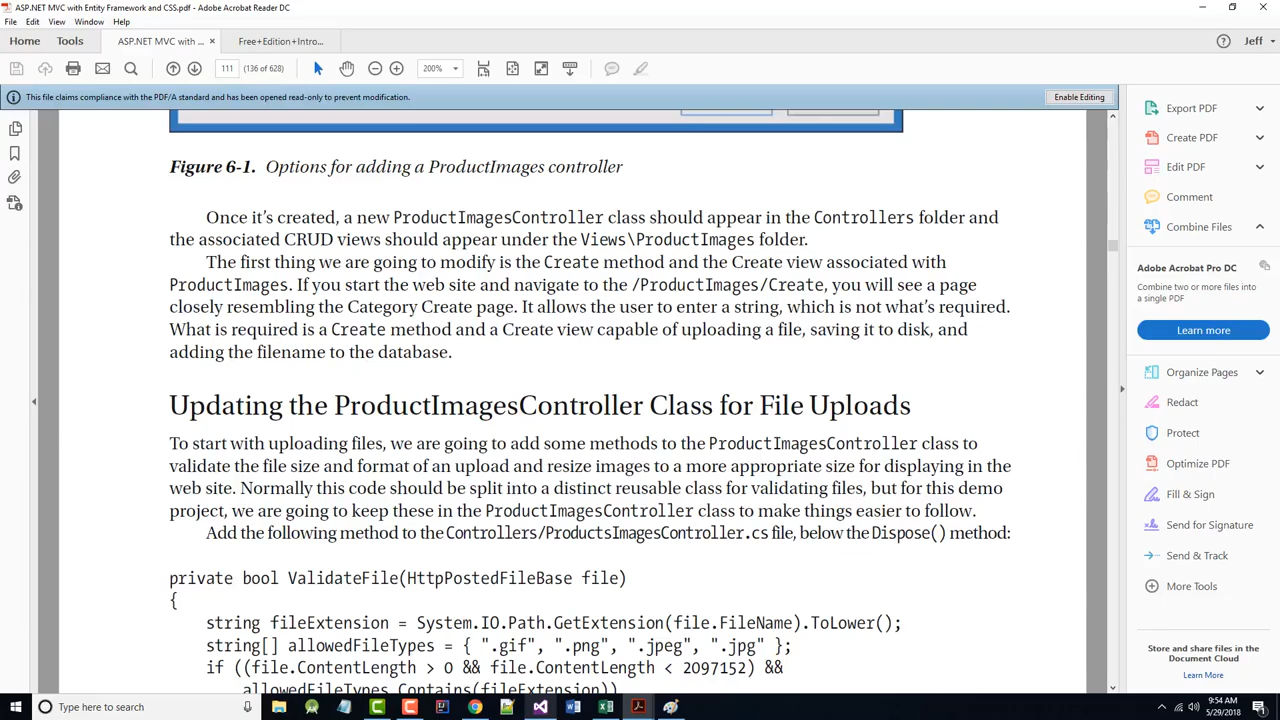 ASP.NET MVC with Entity Framework and CSS.pdf - Adobe Acrobat Reader DC
File Edit View Window Help
Home Tools ASP.NET MVC with ... × Free+Edition+Intro... Jeff
111 (136 of 628) 200%
This file claims compliance with the PDF/A standard and has been opened read-only to prevent modification. Enable Editing
Figure 6-1. Options for adding a ProductImages controller
Once it's created, a new ProductImagesController class should appear in the Controllers folder and
the associated CRUD views should appear under the Views\ProductImages folder.
The first thing we are going to modify is the Create method and the Create view associated with
ProductImages. If you start the web site and navigate to the /ProductImages/Create, you will see a page
closely resembling the Category Create page. It allows the user to enter a string, which is not what's required.
What is required is a Create method and a Create view capable of uploading a file, saving it to disk, and
adding the filename to the database.
Updating the ProductImagesController Class for File Uploads
To start with uploading files, we are going to add some methods to the ProductImagesController class to
validate the file size and format of an upload and resize images to a more appropriate size for displaying in the
web site. Normally this code should be split into a distinct reusable class for validating files, but for this demo
project, we are going to keep these in the ProductImagesController class to make things easier to follow.
Add the following method to the Controllers/ProductsImagesController.cs file, below the Dispose() method:
private bool ValidateFile(HttpPostedFileBase file)
{
string fileExtension = System.IO.Path.GetExtension(file.FileName).ToLower();
string[] allowedFileTypes = { ".gif", ".png", ".jpeg", ".jpg" };
if ((file.ContentLength > 0 && file.ContentLength < 2097152) &&
allowedFileTypes.Contains(fileExtension))
Export PDF
Create PDF
Edit PDF
Comment
Combine Files
Adobe Acrobat Pro DC
Combine two or more files into
a single PDF
Learn more
Organize Pages
Redact
Protect
Optimize PDF
Fill & Sign
Send for Signature
Send & Track
More Tools
Store and share files in the
Document Cloud
Learn More
Type here to search
9:54 AM
5/29/2018